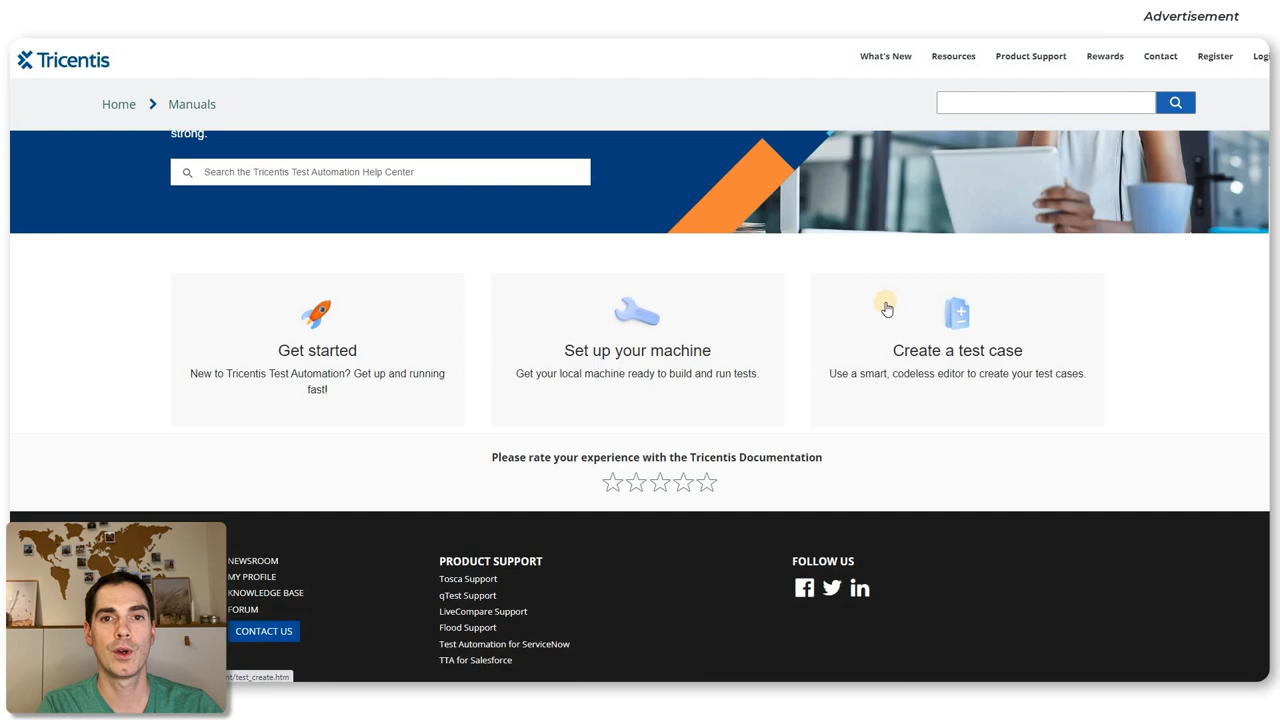 Advertisement
Tricentis
What's New Resources Product Support Rewards Contact Register Logi
Home Manuals
strong.
Search the Tricentis Test Automation Help Center
Get started
New to Tricentis Test Automation? Get up and running
fast!
Set up your machine
Get your local machine ready to build and run tests.
Create a test case
Use a smart, codeless editor to create your test cases.
Please rate your experience with the Tricentis Documentation
NEWSROOM
MY PROFILE
KNOWLEDGE BASE
FORUM
CONTACT US
PRODUCT SUPPORT
Tosca Support
qTest Support
LiveCompare Support
Flood Support
Test Automation for ServiceNow
TTA for Salesforce
FOLLOW US
nt/test_create.htm